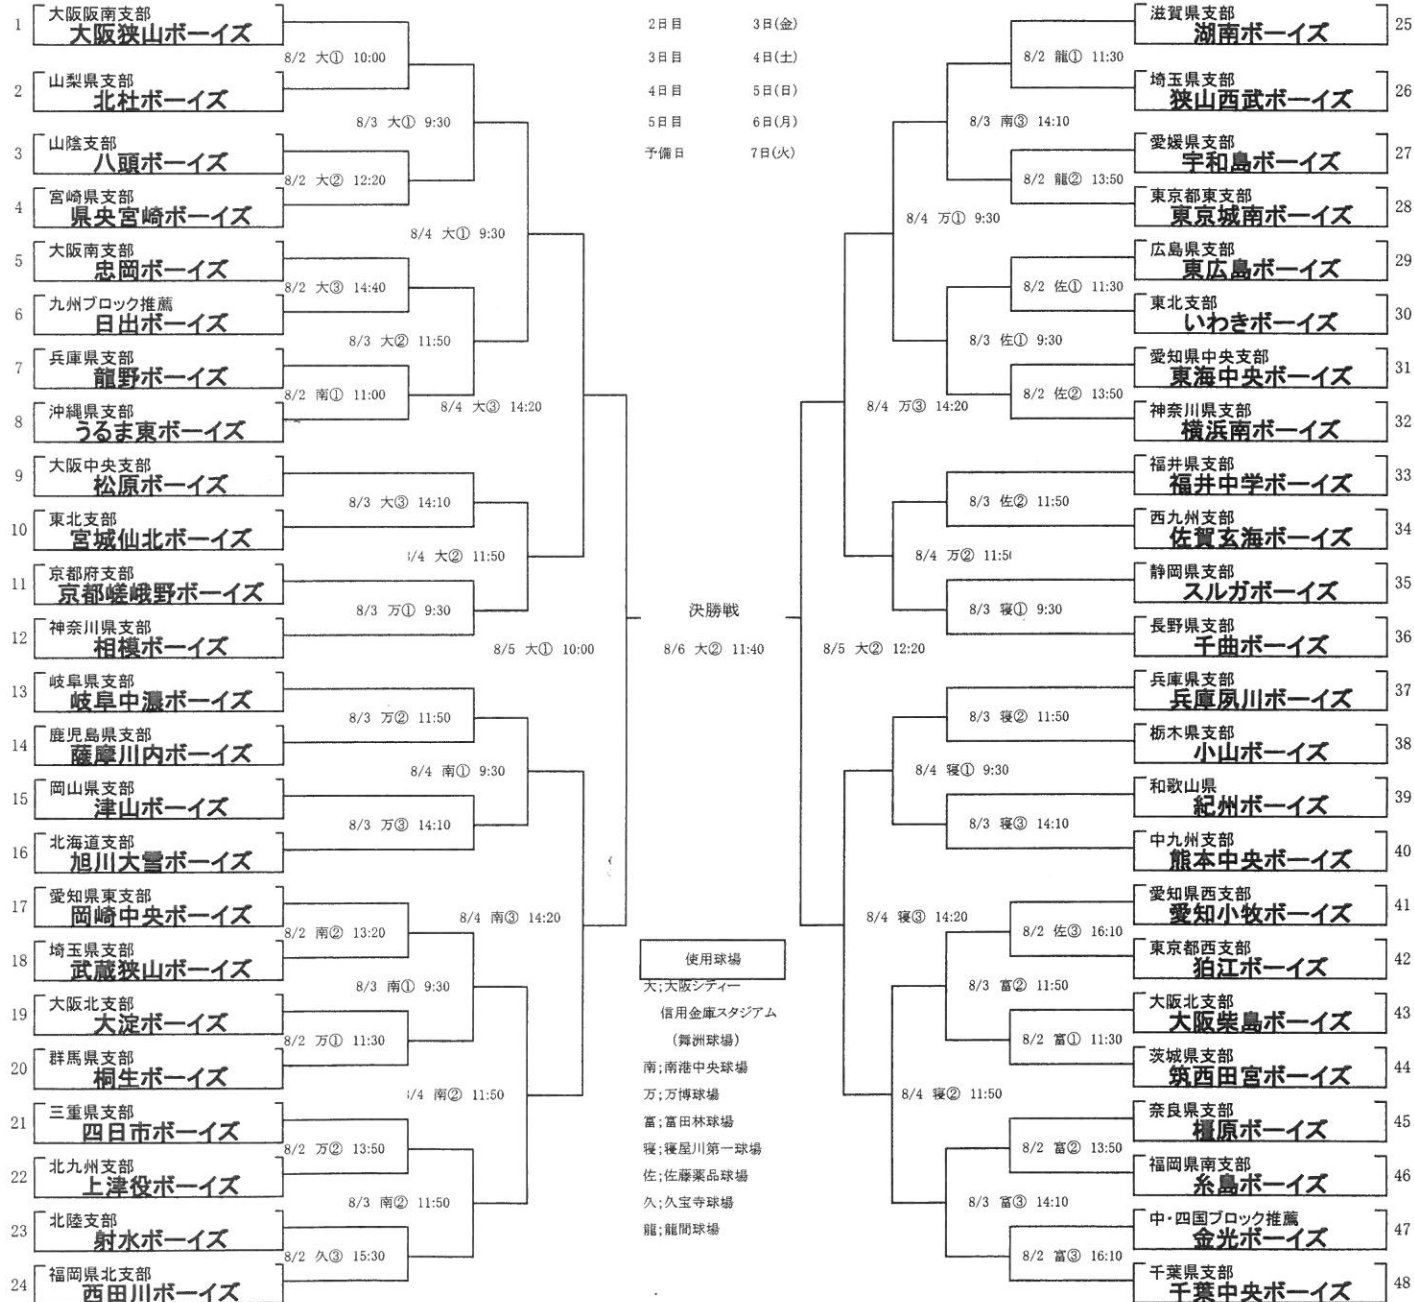 1 大阪阪南支部
大阪狭山ボーイズ
8/2 大① 10:00
2 山梨県支部
北杜ボーイズ
8/3 大① 9:30
3 山陰支部
八頭ボーイズ
8/2 大② 12:20
4 宮崎県支部
県央宮崎ボーイズ
8/4 大① 9:30
5 大阪南支部
忠岡ボーイズ
8/2 大③ 14:40
6 九州ブロック推薦
日出ボーイズ
8/3 大② 11:50
7 兵庫県支部
龍野ボーイズ
8/2 南① 11:00
8/4 大③ 14:20
8 沖縄県支部
うるま東ボーイズ
9 大阪中央支部
松原ボーイズ
8/3 大③ 14:10
10 東北支部
宮城仙北ボーイズ
/4 大② 11:50
11 京都府支部
京都嵯峨野ボーイズ
8/3 万① 9:30
12 神奈川県支部
相模ボーイズ
8/5 大① 10:00
13 岐阜県支部
岐阜中濃ボーイズ
8/3 万② 11:50
14 鹿児島県支部
薩摩川内ボーイズ
8/4 南① 9:30
15 岡山県支部
津山ボーイズ
8/3 万③ 14:10
16 北海道支部
旭川大雪ボーイズ
17 愛知県東支部
岡崎中央ボーイズ
8/4 南③ 14:20
8/2 南② 13:20
18 埼玉県支部
武蔵狭山ボーイズ
8/3 南① 9:30
19 大阪北支部
大淀ボーイズ
8/2 万① 11:30
20 群馬県支部
桐生ボーイズ
/4 南② 11:50
21 三重県支部
四日市ボーイズ
8/2 万② 13:50
22 北九州支部
上津役ボーイズ
8/3 南② 11:50
23 北陸支部
射水ボーイズ
8/2 久③ 15:30
24 福岡県北支部
西田川ボーイズ
2日目 3日(金)
3日目 4日(土)
4日目 5日(日)
5日目 6日(月)
予備日 7日(火)
決勝戦
8/6 大② 11:40
使用球場
大;大阪シティー
信用金庫スタジアム
(舞洲球場)
南;南港中央球場
万;万博球場
富;富田林球場
寝;寝屋川第一球場
佐;佐藤薬品球場
久;久宝寺球場
龍;龍間球場
滋賀県支部 25
湖南ボーイズ
8/2 龍① 11:30
埼玉県支部 26
狭山西武ボーイズ
8/3 南③ 14:10
愛媛県支部 27
宇和島ボーイズ
8/2 龍② 13:50
東京都東支部 28
東京城南ボーイズ
8/4 万① 9:30
広島県支部 29
東広島ボーイズ
8/2 佐① 11:30
東北支部 30
いわきボーイズ
8/3 佐① 9:30
愛知県中央支部 31
東海中央ボーイズ
8/2 佐② 13:50
8/4 万③ 14:20
神奈川県支部 32
横浜南ボーイズ
福井県支部 33
福井中学ボーイズ
8/3 佐② 11:50
西九州支部 34
佐賀玄海ボーイズ
8/4 万② 11:50
静岡県支部 35
スルガボーイズ
8/3 寝① 9:30
長野県支部 36
千曲ボーイズ
8/5 大② 12:20
兵庫県支部 37
兵庫夙川ボーイズ
8/3 寝② 11:50
栃木県支部 38
小山ボーイズ
8/4 寝① 9:30
和歌山県 39
紀州ボーイズ
8/3 寝③ 14:10
中九州支部 40
熊本中央ボーイズ
愛知県西支部 41
愛知小牧ボーイズ
8/4 寝③ 14:20
8/2 佐③ 16:10
東京都西支部 42
狛江ボーイズ
8/3 富② 11:50
大阪北支部 43
大阪柴島ボーイズ
8/2 富① 11:30
茨城県支部 44
筑西田宮ボーイズ
8/4 寝② 11:50
奈良県支部 45
橿原ボーイズ
8/2 富② 13:50
福岡県南支部 46
糸島ボーイズ
8/3 富③ 14:10
中・四国ブロック推薦 47
金光ボーイズ
8/2 富③ 16:10
千葉県支部 48
千葉中央ボーイズ